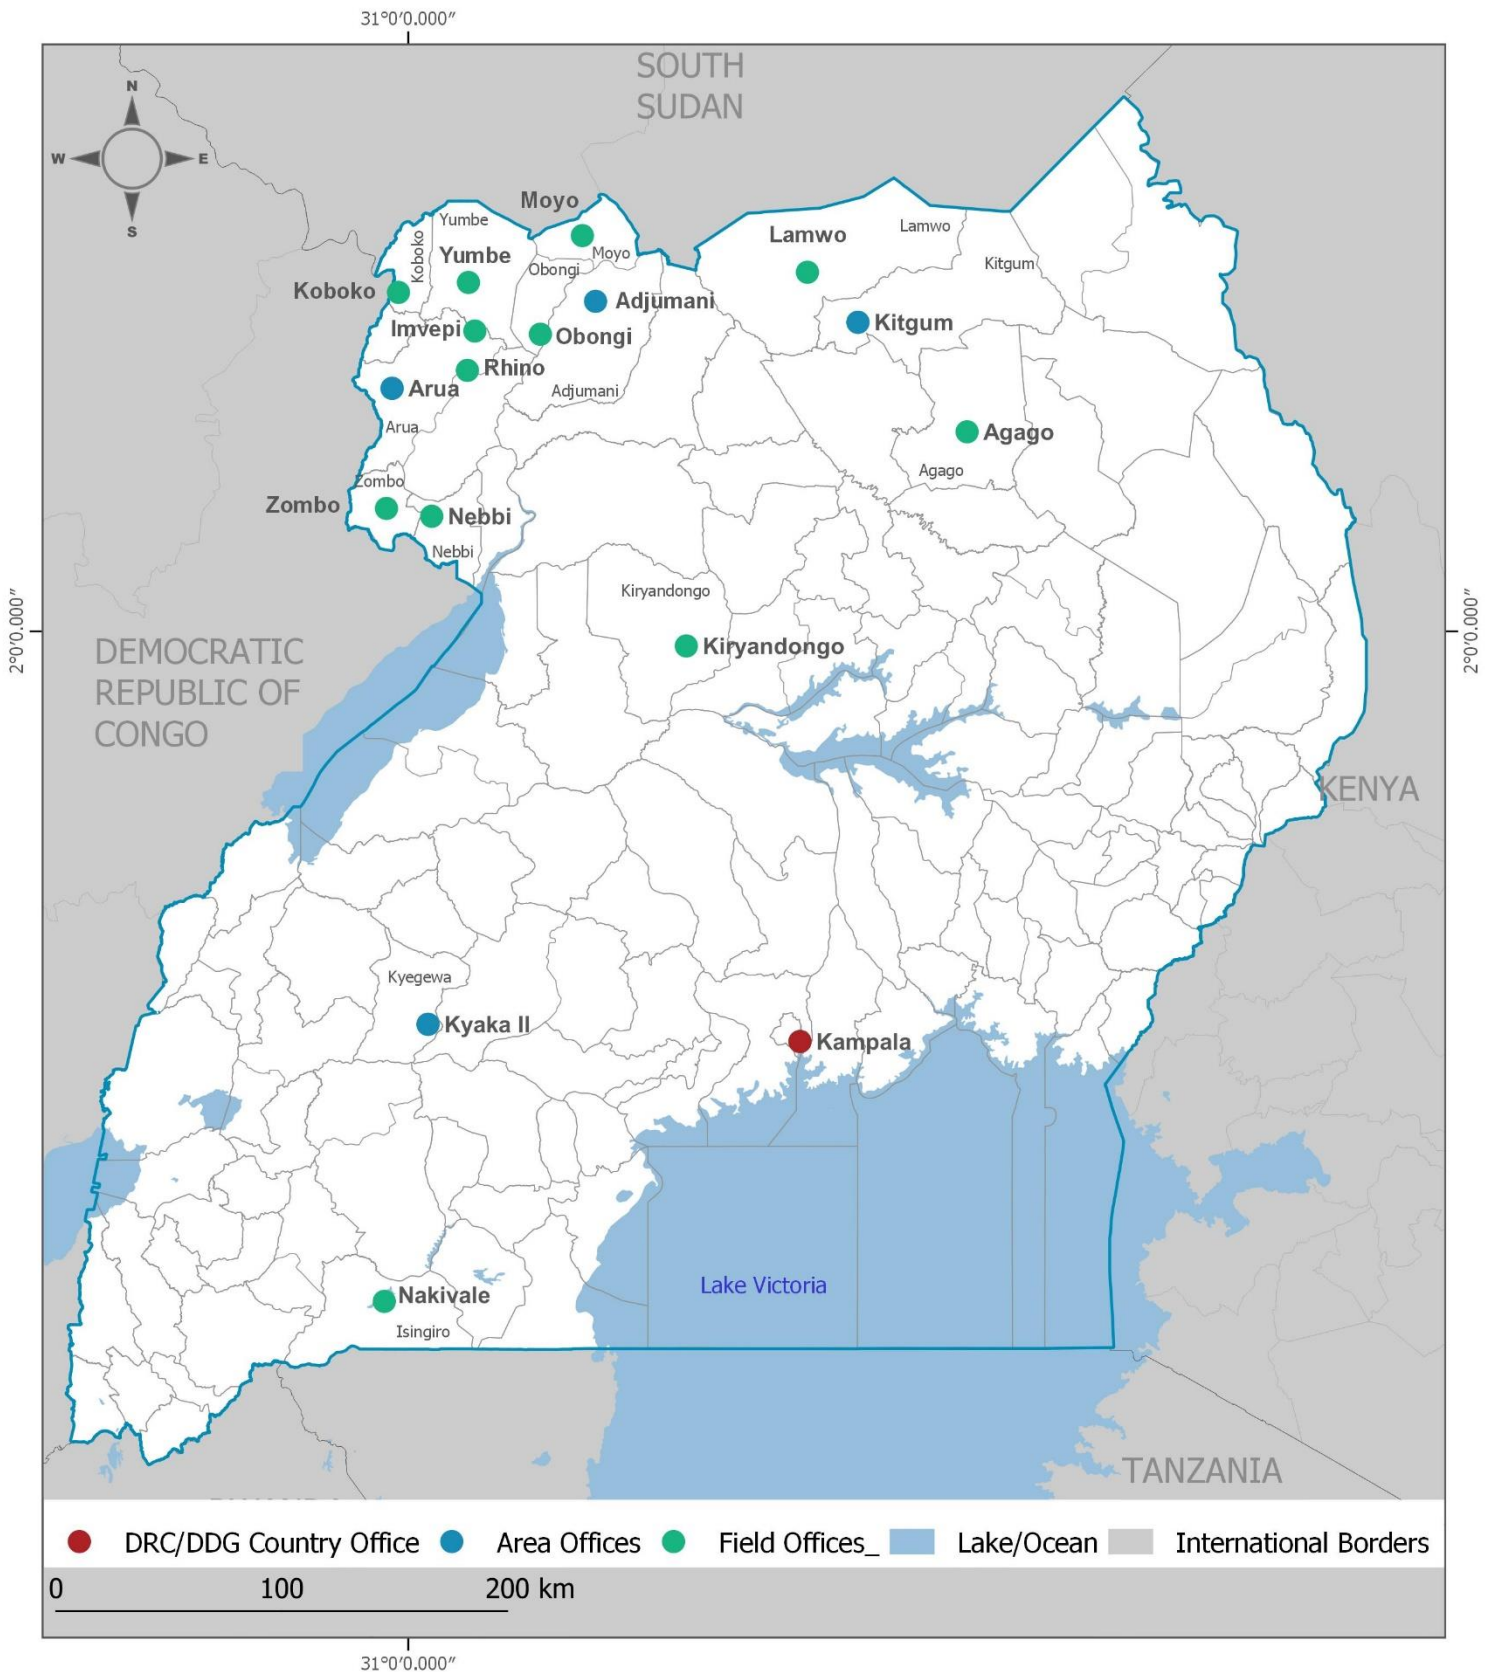 31°0′0.000″
SOUTH
SUDAN
N
W
E
S
Moyo
Yumbe
Lamwo
Lamwo
Koboko
Yumbe
Moyo
Obongi
Kitgum
Koboko
Adjumani
Kitgum
Imvepi
Obongi
Rhino
Arua
Adjumani
Arua
Agago
Agago
Zombo
Zombo
Nebbi
Nebbi
Kiryandongo
2°0′0.000″
2°0′0.000″
Kiryandongo
DEMOCRATIC
REPUBLIC OF
CONGO
KENYA
Kyegewa
Kyaka II
Kampala
Lake Victoria
Nakivale
Isingiro
TANZANIA
DRC/DDG Country Office
Area Offices
Field Offices_
Lake/Ocean
International Borders
0 100 200 km
31°0′0.000″